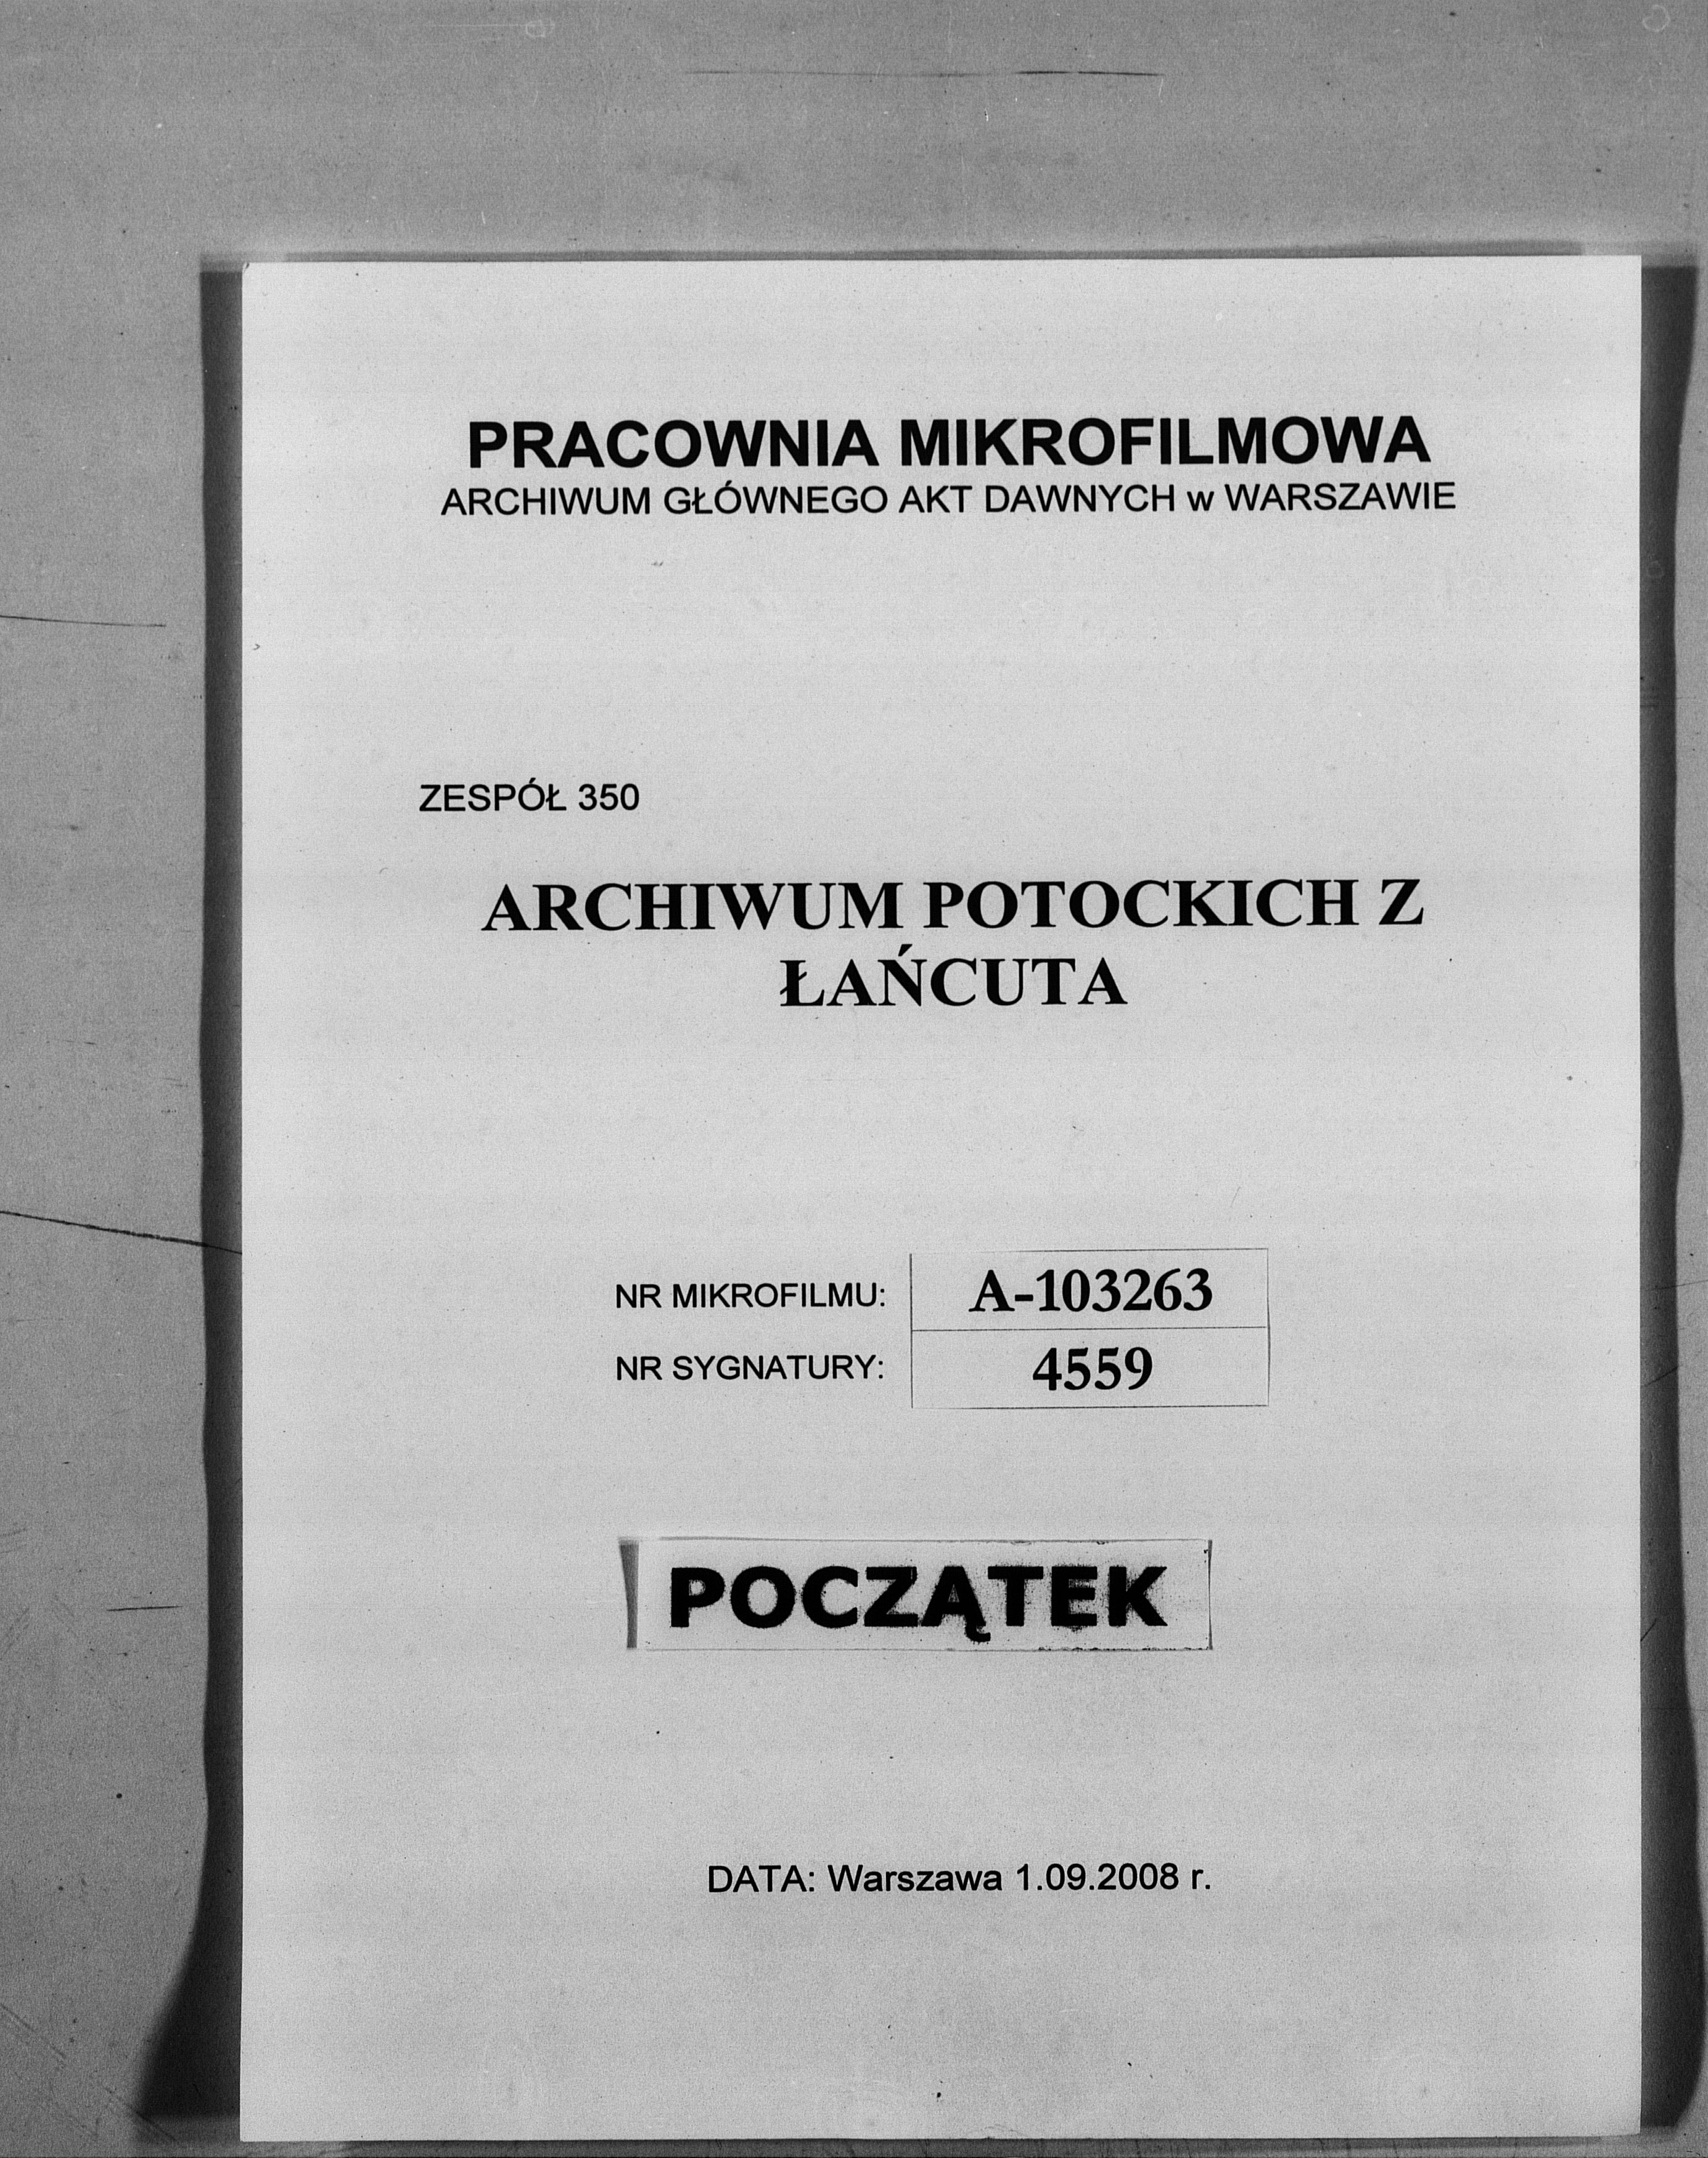 PRACOWNIA MIKROFILMOWA
ARCHIWUM GŁÓWNEGO AKT DAWNYCH w WARSZAWIE
ZESPÓŁ 350
ARCHIWUM POTOCKICH Z
ŁAŃCUTA
NR MIKROFILMU: A-103263
NR SYGNATURY: 4559
POCZĄTEK
DATA: Warszawa 1.09.2008 r.